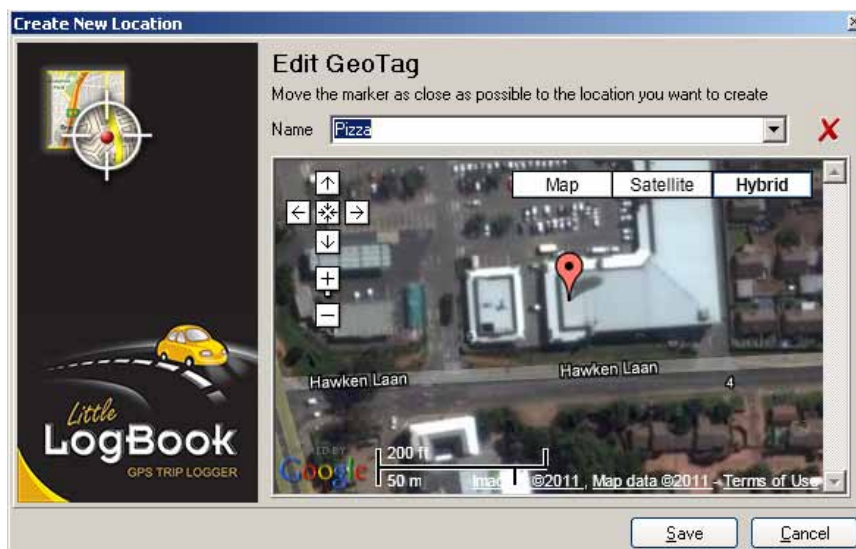 Create New Location
Edit GeoTag
Move the marker as close as possible to the location you want to create
Name Pizza
Map Satellite Hybrid
Hawken Laan
Hawken Laan
4
Little
LogBook
GPS TRIP LOGGER
Google
200 ft
50 m
©2011, Map data ©2011 - Terms of Use
Save Cancel